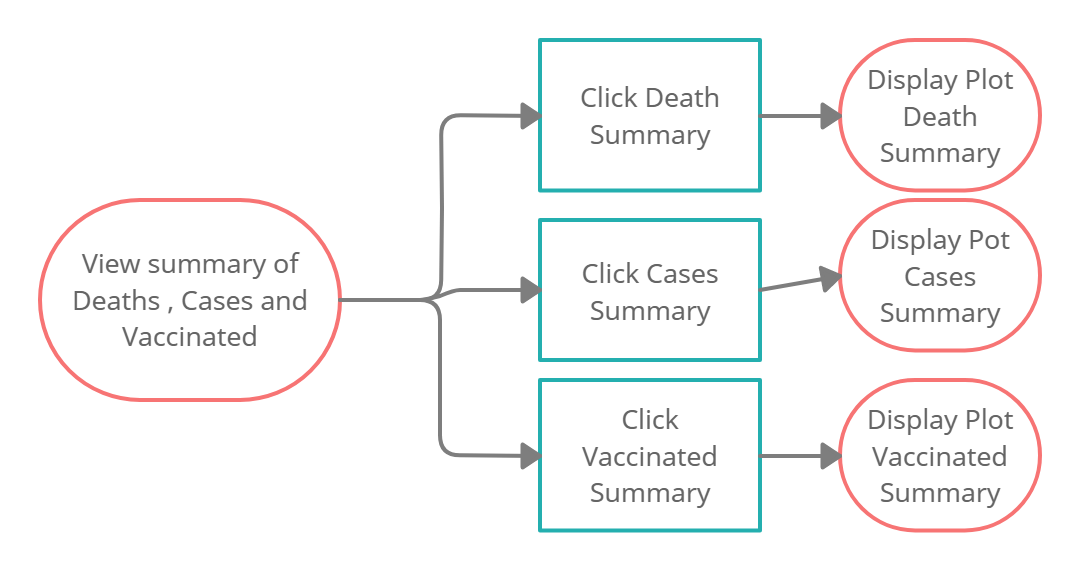 View summary of
Deaths , Cases and
Vaccinated
Click Death
Summary
Display Plot
Death
Summary
Click Cases
Summary
Display Pot
Cases
Summary
Click
Vaccinated
Summary
Display Plot
Vaccinated
Summary